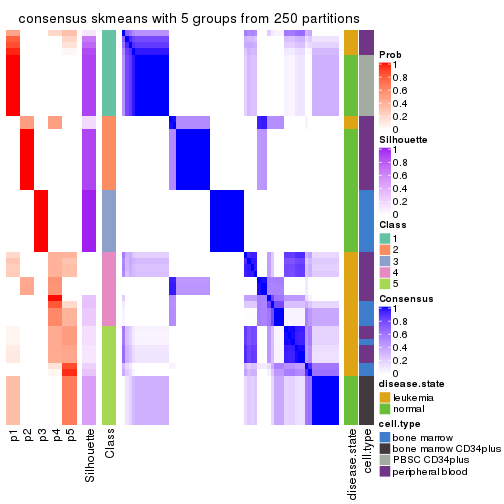 consensus skmeans with 5 groups from 250 partitions
Prob
1
0.8
0.6
0.4
0.2
0
Silhouette
1
0.8
0.6
0.4
0.2
0
Class
1
2
3
4
5
Consensus
1
0.8
0.6
0.4
0.2
0
disease.state
leukemia
normal
cell.type
bone marrow
bone marrow CD34plus
PBSC CD34plus
peripheral blood
p1
p2
p3
p4
p5
Silhouette
Class
disease.state
cell.type